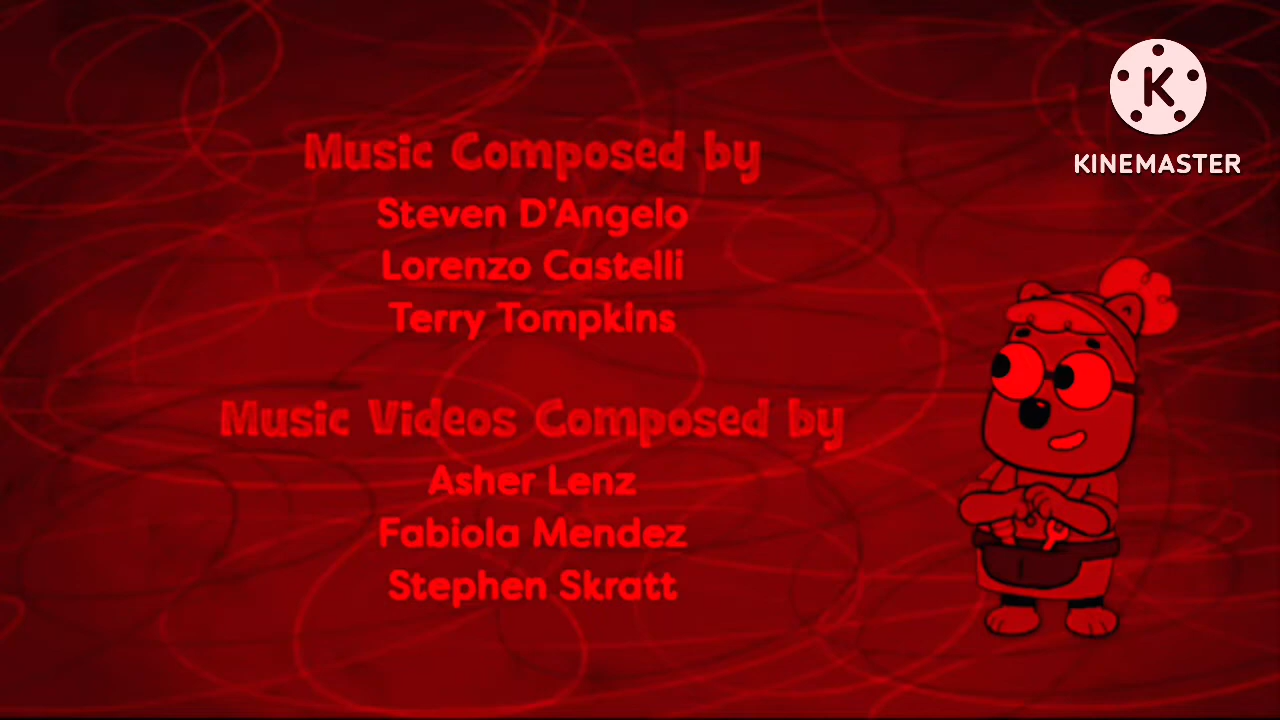 Music Composed by
Steven D'Angelo
Lorenzo Castelli
Terry Tompkins
Music Videos Composed by
Asher Lenz
Fabiola Mendez
Stephen Skratt
K
KINEMASTER